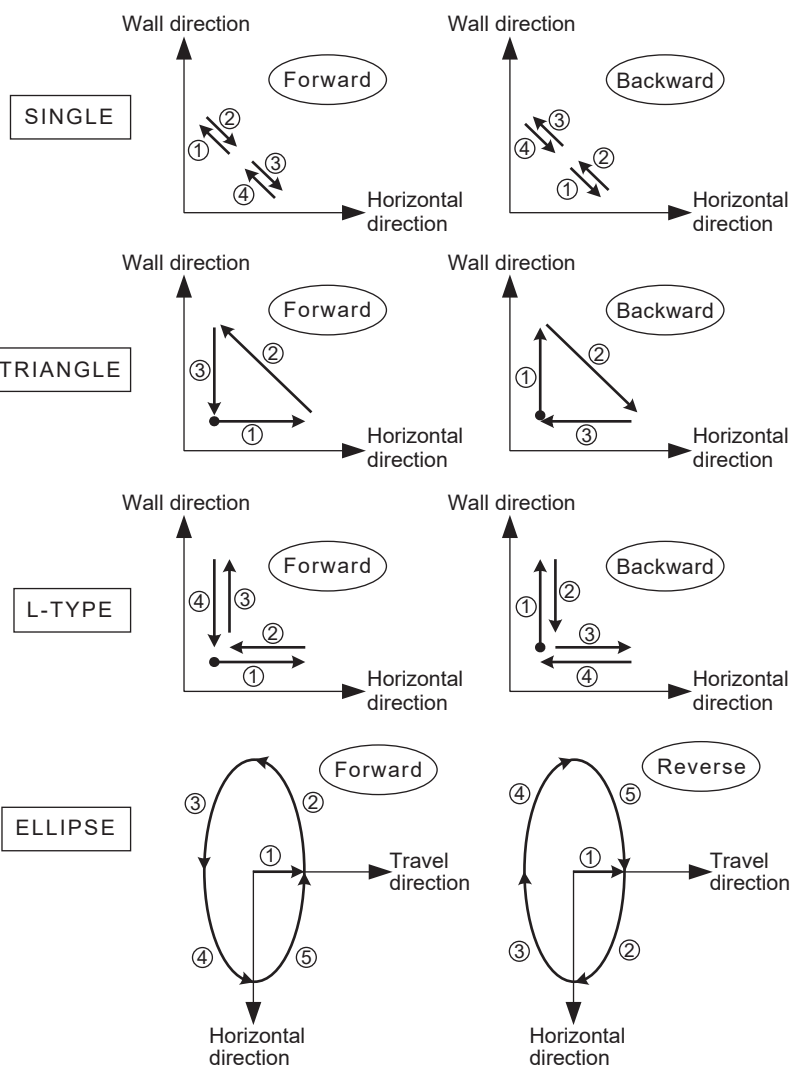 Wall direction
Forward
Wall direction
Backward
SINGLE
②
①
③
④
Horizontal
direction
③
④
②
①
Horizontal
direction
Wall direction
Forward
Wall direction
Backward
TRIANGLE
③
②
①
Horizontal
direction
①
②
③
Horizontal
direction
Wall direction
Forward
Wall direction
Backward
L-TYPE
④
③
②
①
Horizontal
direction
①
②
③
④
Horizontal
direction
Forward
Reverse
ELLIPSE
③
②
①
④
⑤
Travel
direction
Horizontal
direction
④
⑤
①
③
②
Travel
direction
Horizontal
direction